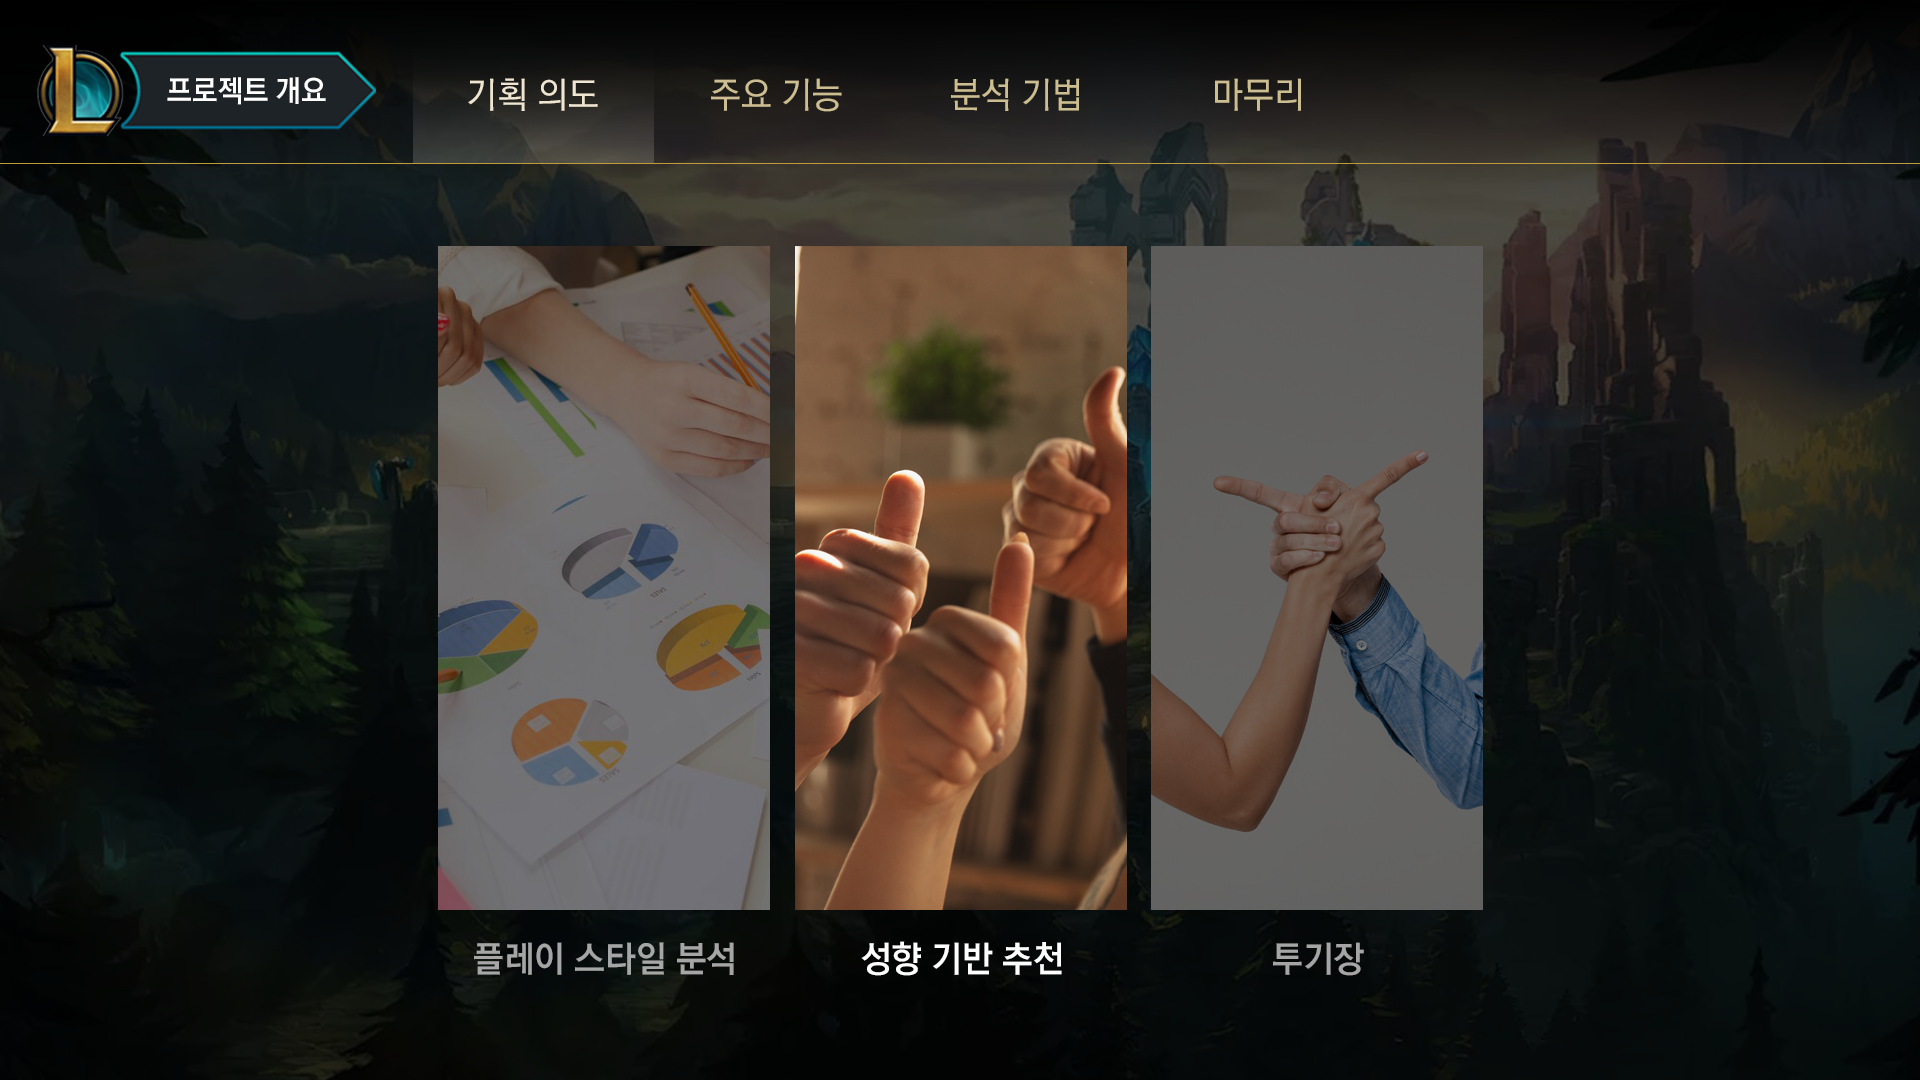 프로젝트 개요
기획 의도
주요 기능
분석 기법
마무리
플레이 스타일 분석
성향 기반 추천
투기장